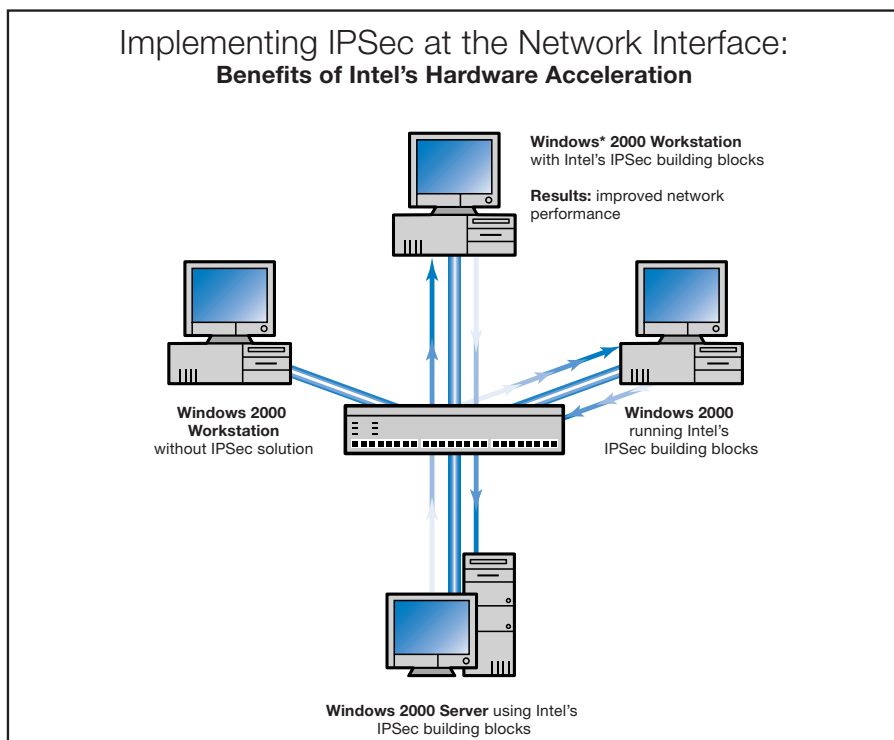 Implementing IPSec at the Network Interface:
Benefits of Intel's Hardware Acceleration
Windows* 2000 Workstation
with Intel's IPSec building blocks
Results: improved network
performance
Windows 2000
Workstation
without IPSec solution
Windows 2000
running Intel's
IPSec building blocks
Windows 2000 Server using Intel's
IPSec building blocks